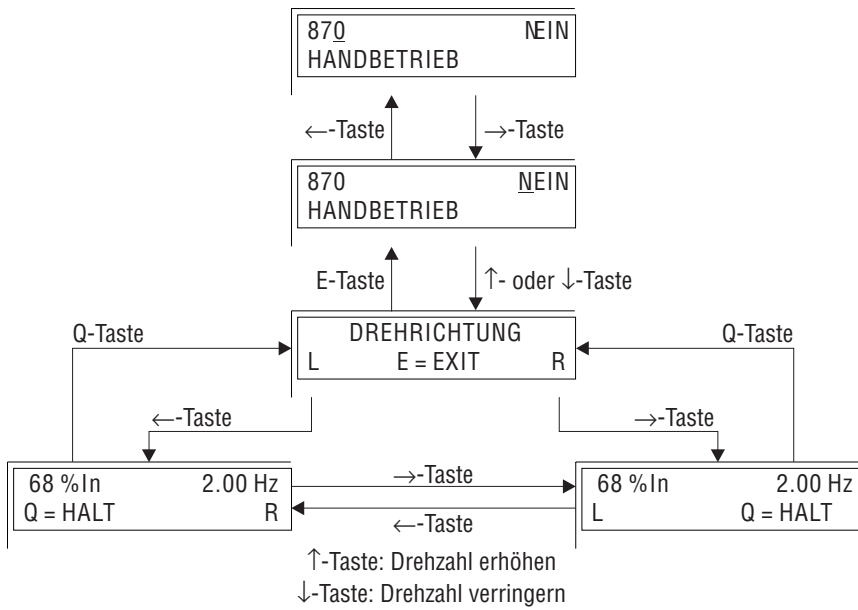 870 NEIN
HANDBETRIEB
←-Taste →-Taste
870 NEIN
HANDBETRIEB
E-Taste ↑- oder ↓-Taste
Q-Taste Q-Taste
DREHRICHTUNG
L E = EXIT R
←-Taste →-Taste
68 %In 2.00 Hz
Q = HALT R
→-Taste
←-Taste
68 %In 2.00 Hz
L Q = HALT
↑-Taste: Drehzahl erhöhen
↓-Taste: Drehzahl verringern